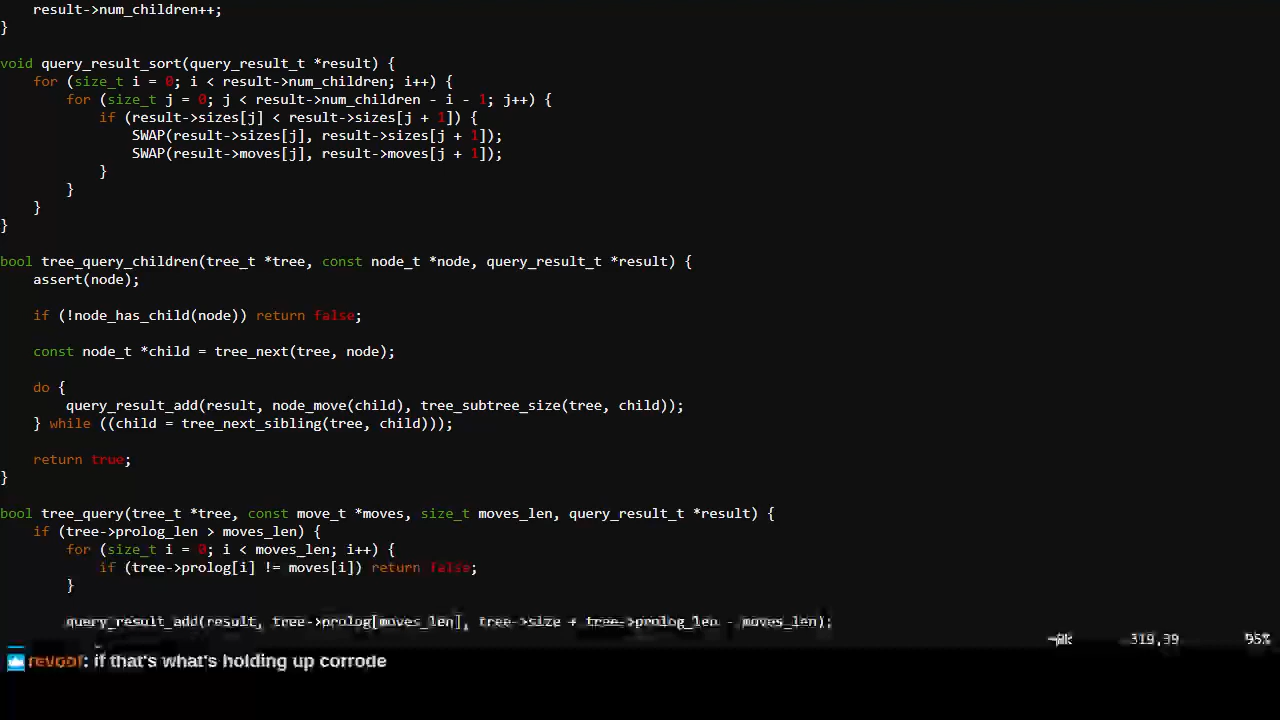 result->num_children++;
}
void query_result_sort(query_result_t *result) {
    for (size_t i = 0; i < result->num_children; i++) {
        for (size_t j = 0; j < result->num_children - i - 1; j++) {
            if (result->sizes[j] < result->sizes[j + 1]) {
                SWAP(result->sizes[j], result->sizes[j + 1]);
                SWAP(result->moves[j], result->moves[j + 1]);
            }
        }
    }
}
bool tree_query_children(tree_t *tree, const node_t *node, query_result_t *result) {
    assert(node);
    if (!node_has_child(node)) return false;
    const node_t *child = tree_next(tree, node);
    do {
        query_result_add(result, node_move(child), tree_subtree_size(tree, child));
    } while ((child = tree_next_sibling(tree, child)));
    return true;
}
bool tree_query(tree_t *tree, const move_t *moves, size_t moves_len, query_result_t *result) {
    if (tree->prolog_len > moves_len) {
        for (size_t i = 0; i < moves_len; i++) {
            if (tree->prolog[i] != moves[i]) return false;
        }
        query_result_add(result, tree->prolog[moves_len], tree->size + tree->prolog_len - moves_len);
319,39 95%
revoof: if that's what's holding up corrode